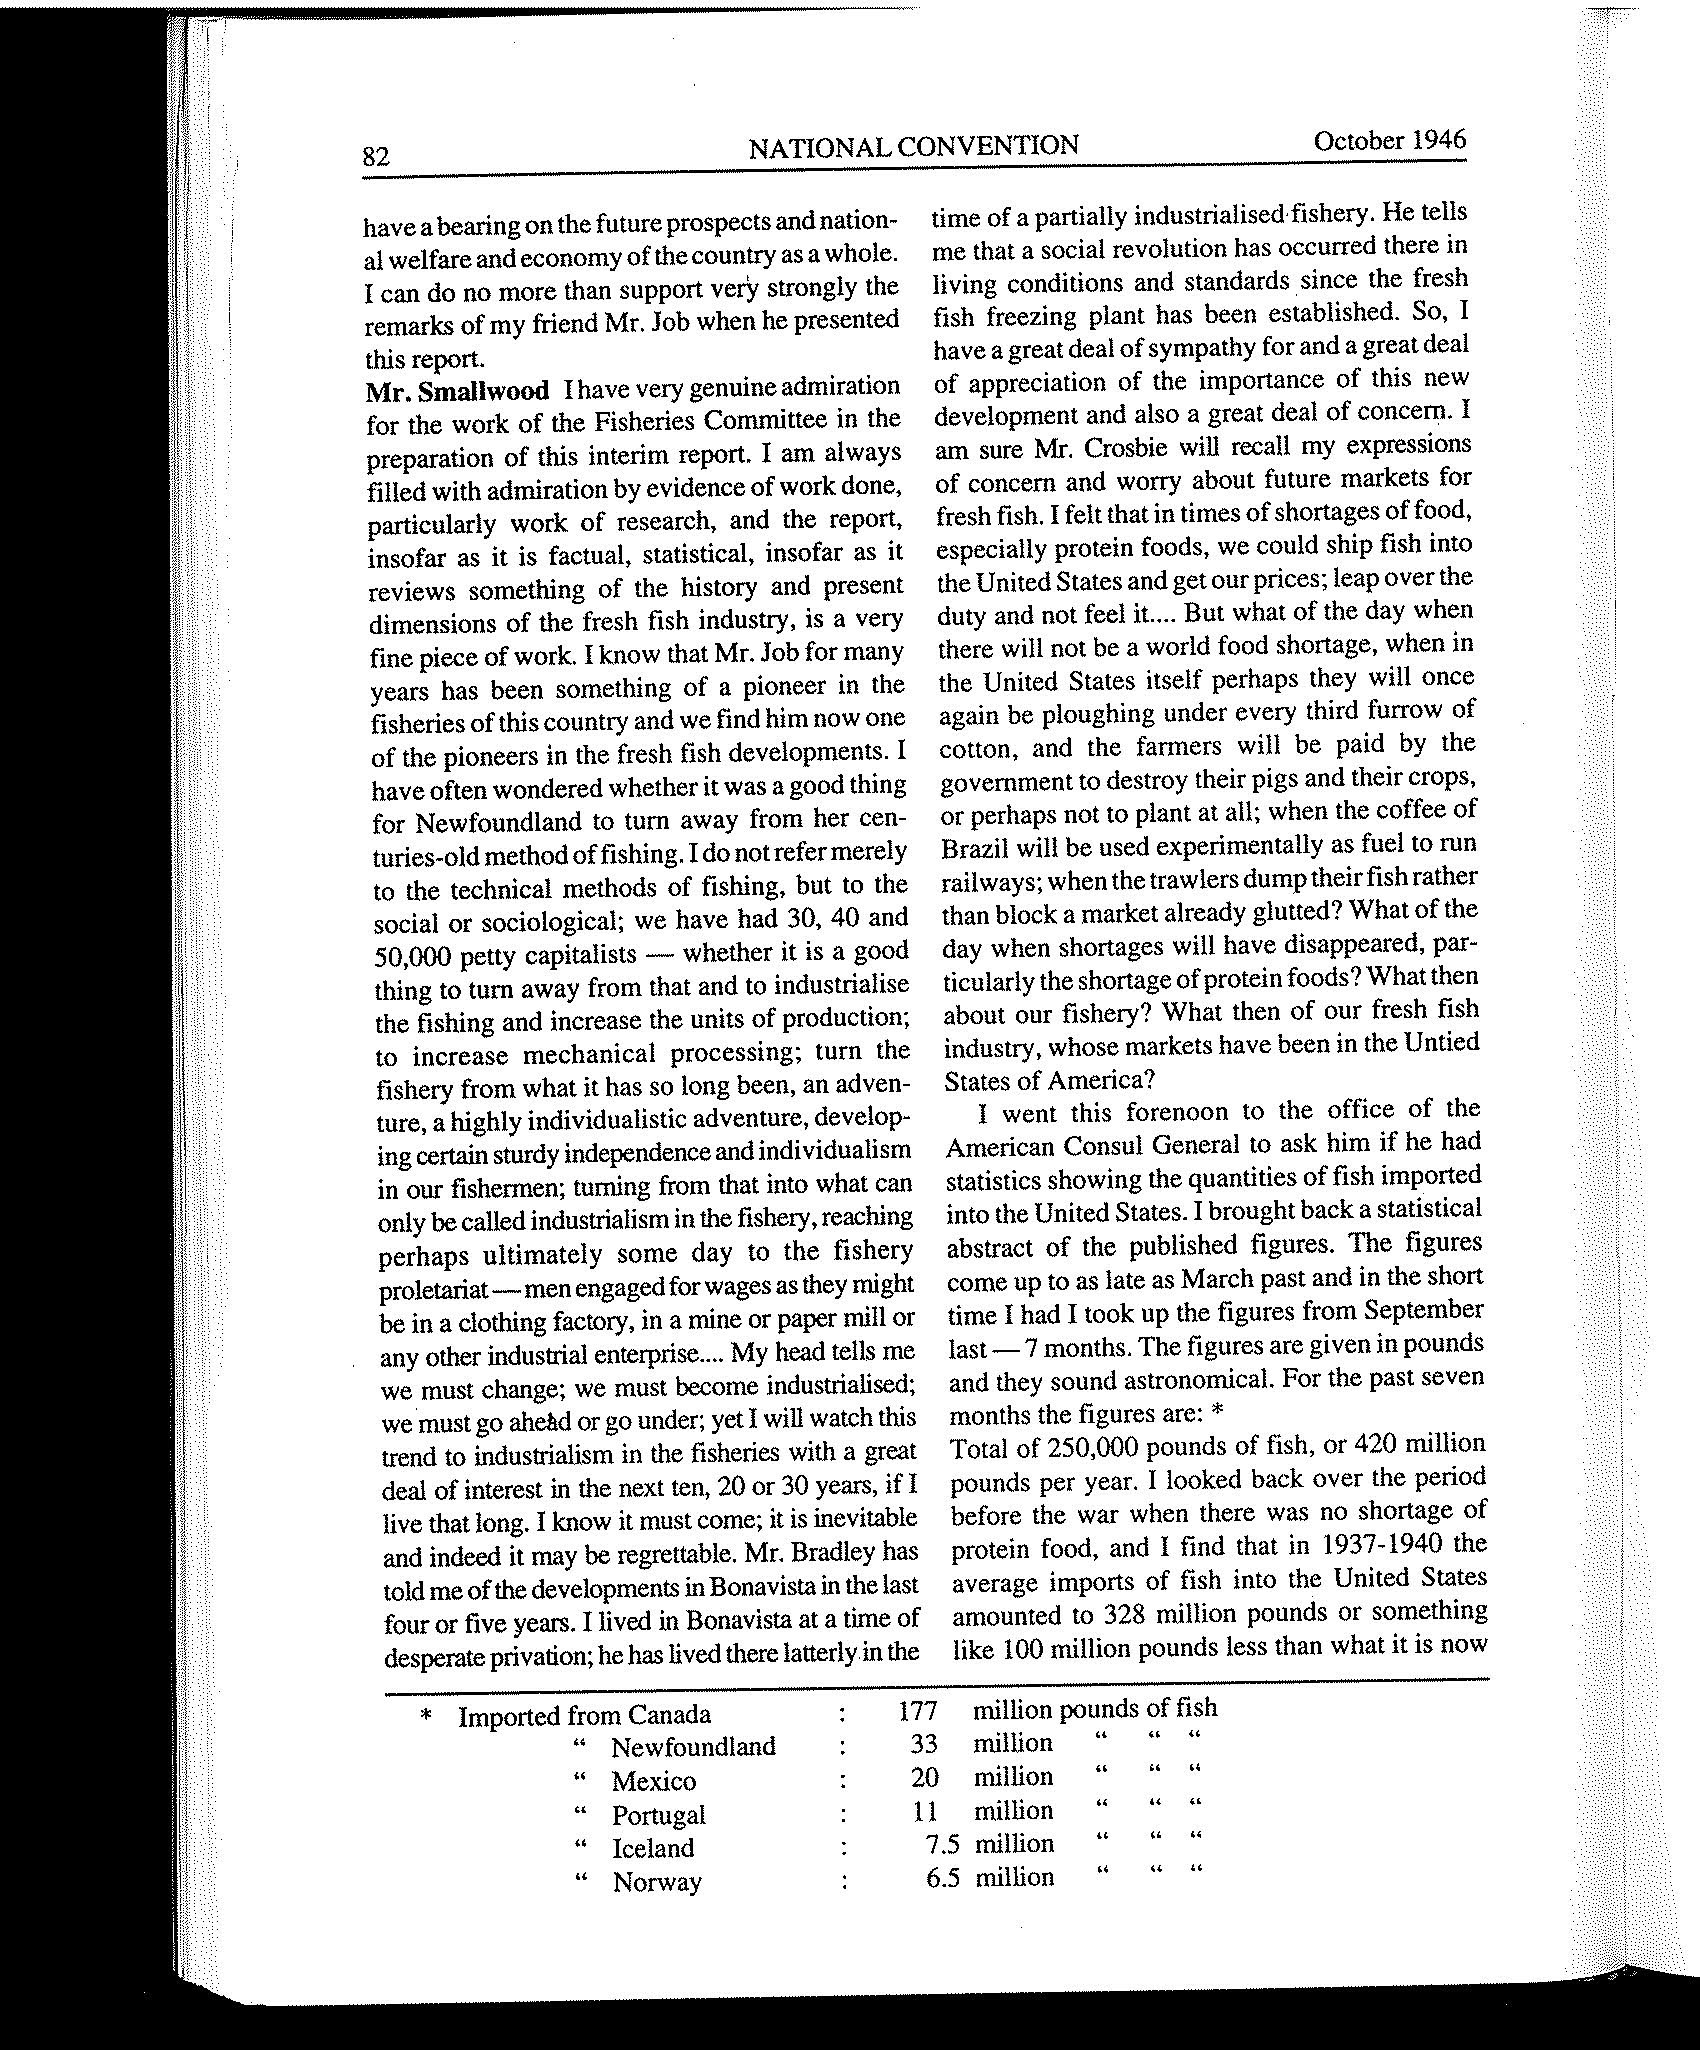 82 NATIONAL CONVENTION October 1946
have a bearing on the future prospects and nation-
al welfare and economy of the country as a whole.
I can do no more than support very strongly the
remarks of my friend Mr. Job when he presented
this report.
Mr. Smallwood I have very genuine admiration
for the work of the Fisheries Committee in the
preparation of this interim report. I am always
filled with admiration by evidence of work done,
particularly work of research, and the report,
insofar as it is factual, statistical, insofar as it
reviews something of the history and present
dimensions of the fresh fish industry, is a very
fine piece of work. I know that Mr. Job for many
years has been something of a pioneer in the
fisheries of this country and we find him now one
of the pioneers in the fresh fish developments. I
have often wondered whether it was a good thing
for Newfoundland to turn away from her cen-
turies-old method of fishing. I do not refer merely
to the technical methods of fishing, but to the
social or sociological; we have had 30, 40 and
50,000 petty capitalists — whether it is a good
thing to turn away from that and to industrialise
the fishing and increase the units of production;
to increase mechanical processing; turn the
fishery from what it has so long been, an adven-
ture, a highly individualistic adventure, develop-
ing certain sturdy independence and individualism
in our fishermen; turning from that into what can
only be called industrialism in the fishery, reaching
perhaps ultimately some day to the fishery
proletariat — men engaged for wages as they might
be in a clothing factory, in a mine or paper mill or
any other industrial enterprise.... My head tells me
we must change; we must become industrialised;
we must go ahead or go under; yet I will watch this
trend to industrialism in the fisheries with a great
deal of interest in the next ten, 20 or 30 years, if I
live that long. I know it must come; it is inevitable
and indeed it may be regrettable. Mr. Bradley has
told me of the developments in Bonavista in the last
four or five years. I lived in Bonavista at a time of
desperate privation; he has lived there latterly in the
time of a partially industrialised fishery. He tells
me that a social revolution has occurred there in
living conditions and standards since the fresh
fish freezing plant has been established. So, I
have a great deal of sympathy for and a great deal
of appreciation of the importance of this new
development and also a great deal of concern. I
am sure Mr. Crosbie will recall my expressions
of concern and worry about future markets for
fresh fish. I felt that in times of shortages of food,
especially protein foods, we could ship fish into
the United States and get our prices; leap over the
duty and not feel it.... But what of the day when
there will not be a world food shortage, when in
the United States itself perhaps they will once
again be ploughing under every third furrow of
cotton, and the farmers will be paid by the
government to destroy their pigs and their crops,
or perhaps not to plant at all; when the coffee of
Brazil will be used experimentally as fuel to run
railways; when the trawlers dump their fish rather
than block a market already glutted? What of the
day when shortages will have disappeared, par-
ticularly the shortage of protein foods? What then
about our fishery? What then of our fresh fish
industry, whose markets have been in the Untied
States of America?
I went this forenoon to the office of the
American Consul General to ask him if he had
statistics showing the quantities of fish imported
into the United States. I brought back a statistical
abstract of the published figures. The figures
come up to as late as March past and in the short
time I had I took up the figures from September
last — 7 months. The figures are given in pounds
and they sound astronomical. For the past seven
months the figures are: *
Total of 250,000 pounds of fish, or 420 million
pounds per year. I looked back over the period
before the war when there was no shortage of
protein food, and I find that in 1937-1940 the
average imports of fish into the United States
amounted to 328 million pounds or something
like 100 million pounds less than what it is now
* Imported from Canada : 177 million pounds of fish
“ Newfoundland : 33 million “ “ “
“ Mexico : 20 million “ “ “
“ Portugal : 11 million “ “ “
“ Iceland : 7.5 million “ “ “
“ Norway : 6.5 million “ “ “